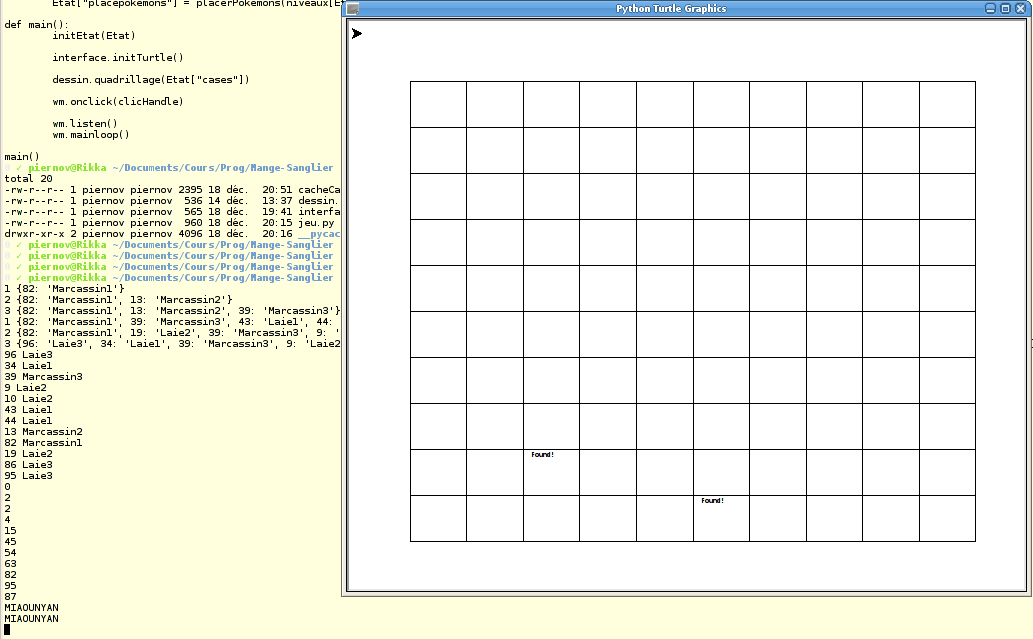 Etat["placepokemons"] = placerPokemons(niveaux[Et
def main():
initEtat(Etat)
interface.initTurtle()
dessin.quadrillage(Etat["cases"])
wm.onclick(clicHandle)
wm.listen()
wm.mainloop()
main()
✓ piernov@Rikka ~/Documents/Cours/Prog/Mange-Sanglier
total 20
-rw-r--r-- 1 piernov piernov 2395 18 déc. 20:51 cacheCa
-rw-r--r-- 1 piernov piernov 536 14 déc. 13:37 dessin.
-rw-r--r-- 1 piernov piernov 565 18 déc. 19:41 interfa
-rw-r--r-- 1 piernov piernov 960 18 déc. 20:15 jeu.py
drwxr-xr-x 2 piernov piernov 4096 18 déc. 20:16 __pycac
✓ piernov@Rikka ~/Documents/Cours/Prog/Mange-Sanglier
✓ piernov@Rikka ~/Documents/Cours/Prog/Mange-Sanglier
✓ piernov@Rikka ~/Documents/Cours/Prog/Mange-Sanglier
✓ piernov@Rikka ~/Documents/Cours/Prog/Mange-Sanglier
1 {82: 'Marcassin1'}
2 {82: 'Marcassin1', 13: 'Marcassin2'}
3 {82: 'Marcassin1', 13: 'Marcassin2', 39: 'Marcassin3'}
1 {82: 'Marcassin1', 39: 'Marcassin3', 43: 'Laie1', 44:
2 {82: 'Marcassin1', 19: 'Laie2', 39: 'Marcassin3', 9: '
3 {96: 'Laie3', 34: 'Laie1', 39: 'Marcassin3', 9: 'Laie2
96 Laie3
34 Laie1
39 Marcassin3
9 Laie2
10 Laie2
43 Laie1
44 Laie1
13 Marcassin2
82 Marcassin1
19 Laie2
86 Laie3
95 Laie3
0
2
2
4
15
45
54
63
82
95
87
MIAOUNYAN
MIAOUNYAN
Python Turtle Graphics
Found!
Found!